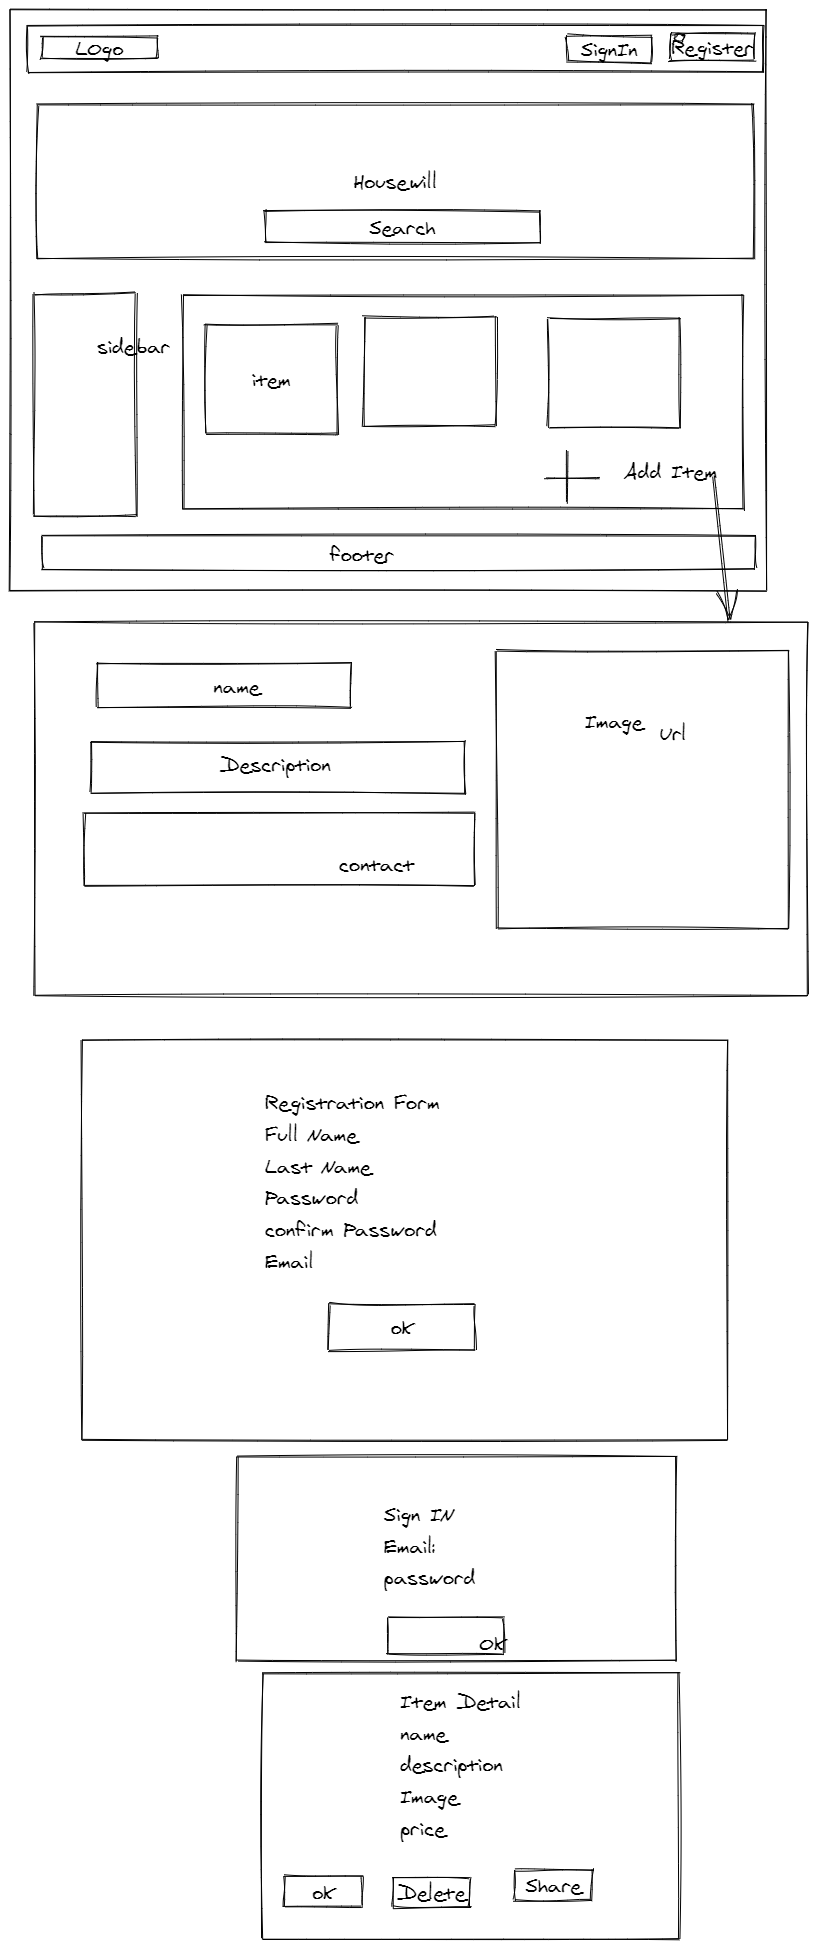 Logo
SignIn
Register
Housewill
Search
sidebar
item
Add Item
footer
name
Image
url
Description
contact
Registration Form
Full Name
Last Name
Password
confirm Password
Email
ok
Sign IN
Email:
password
ok
Item Detail
name
description
Image
price
ok
Delete
Share